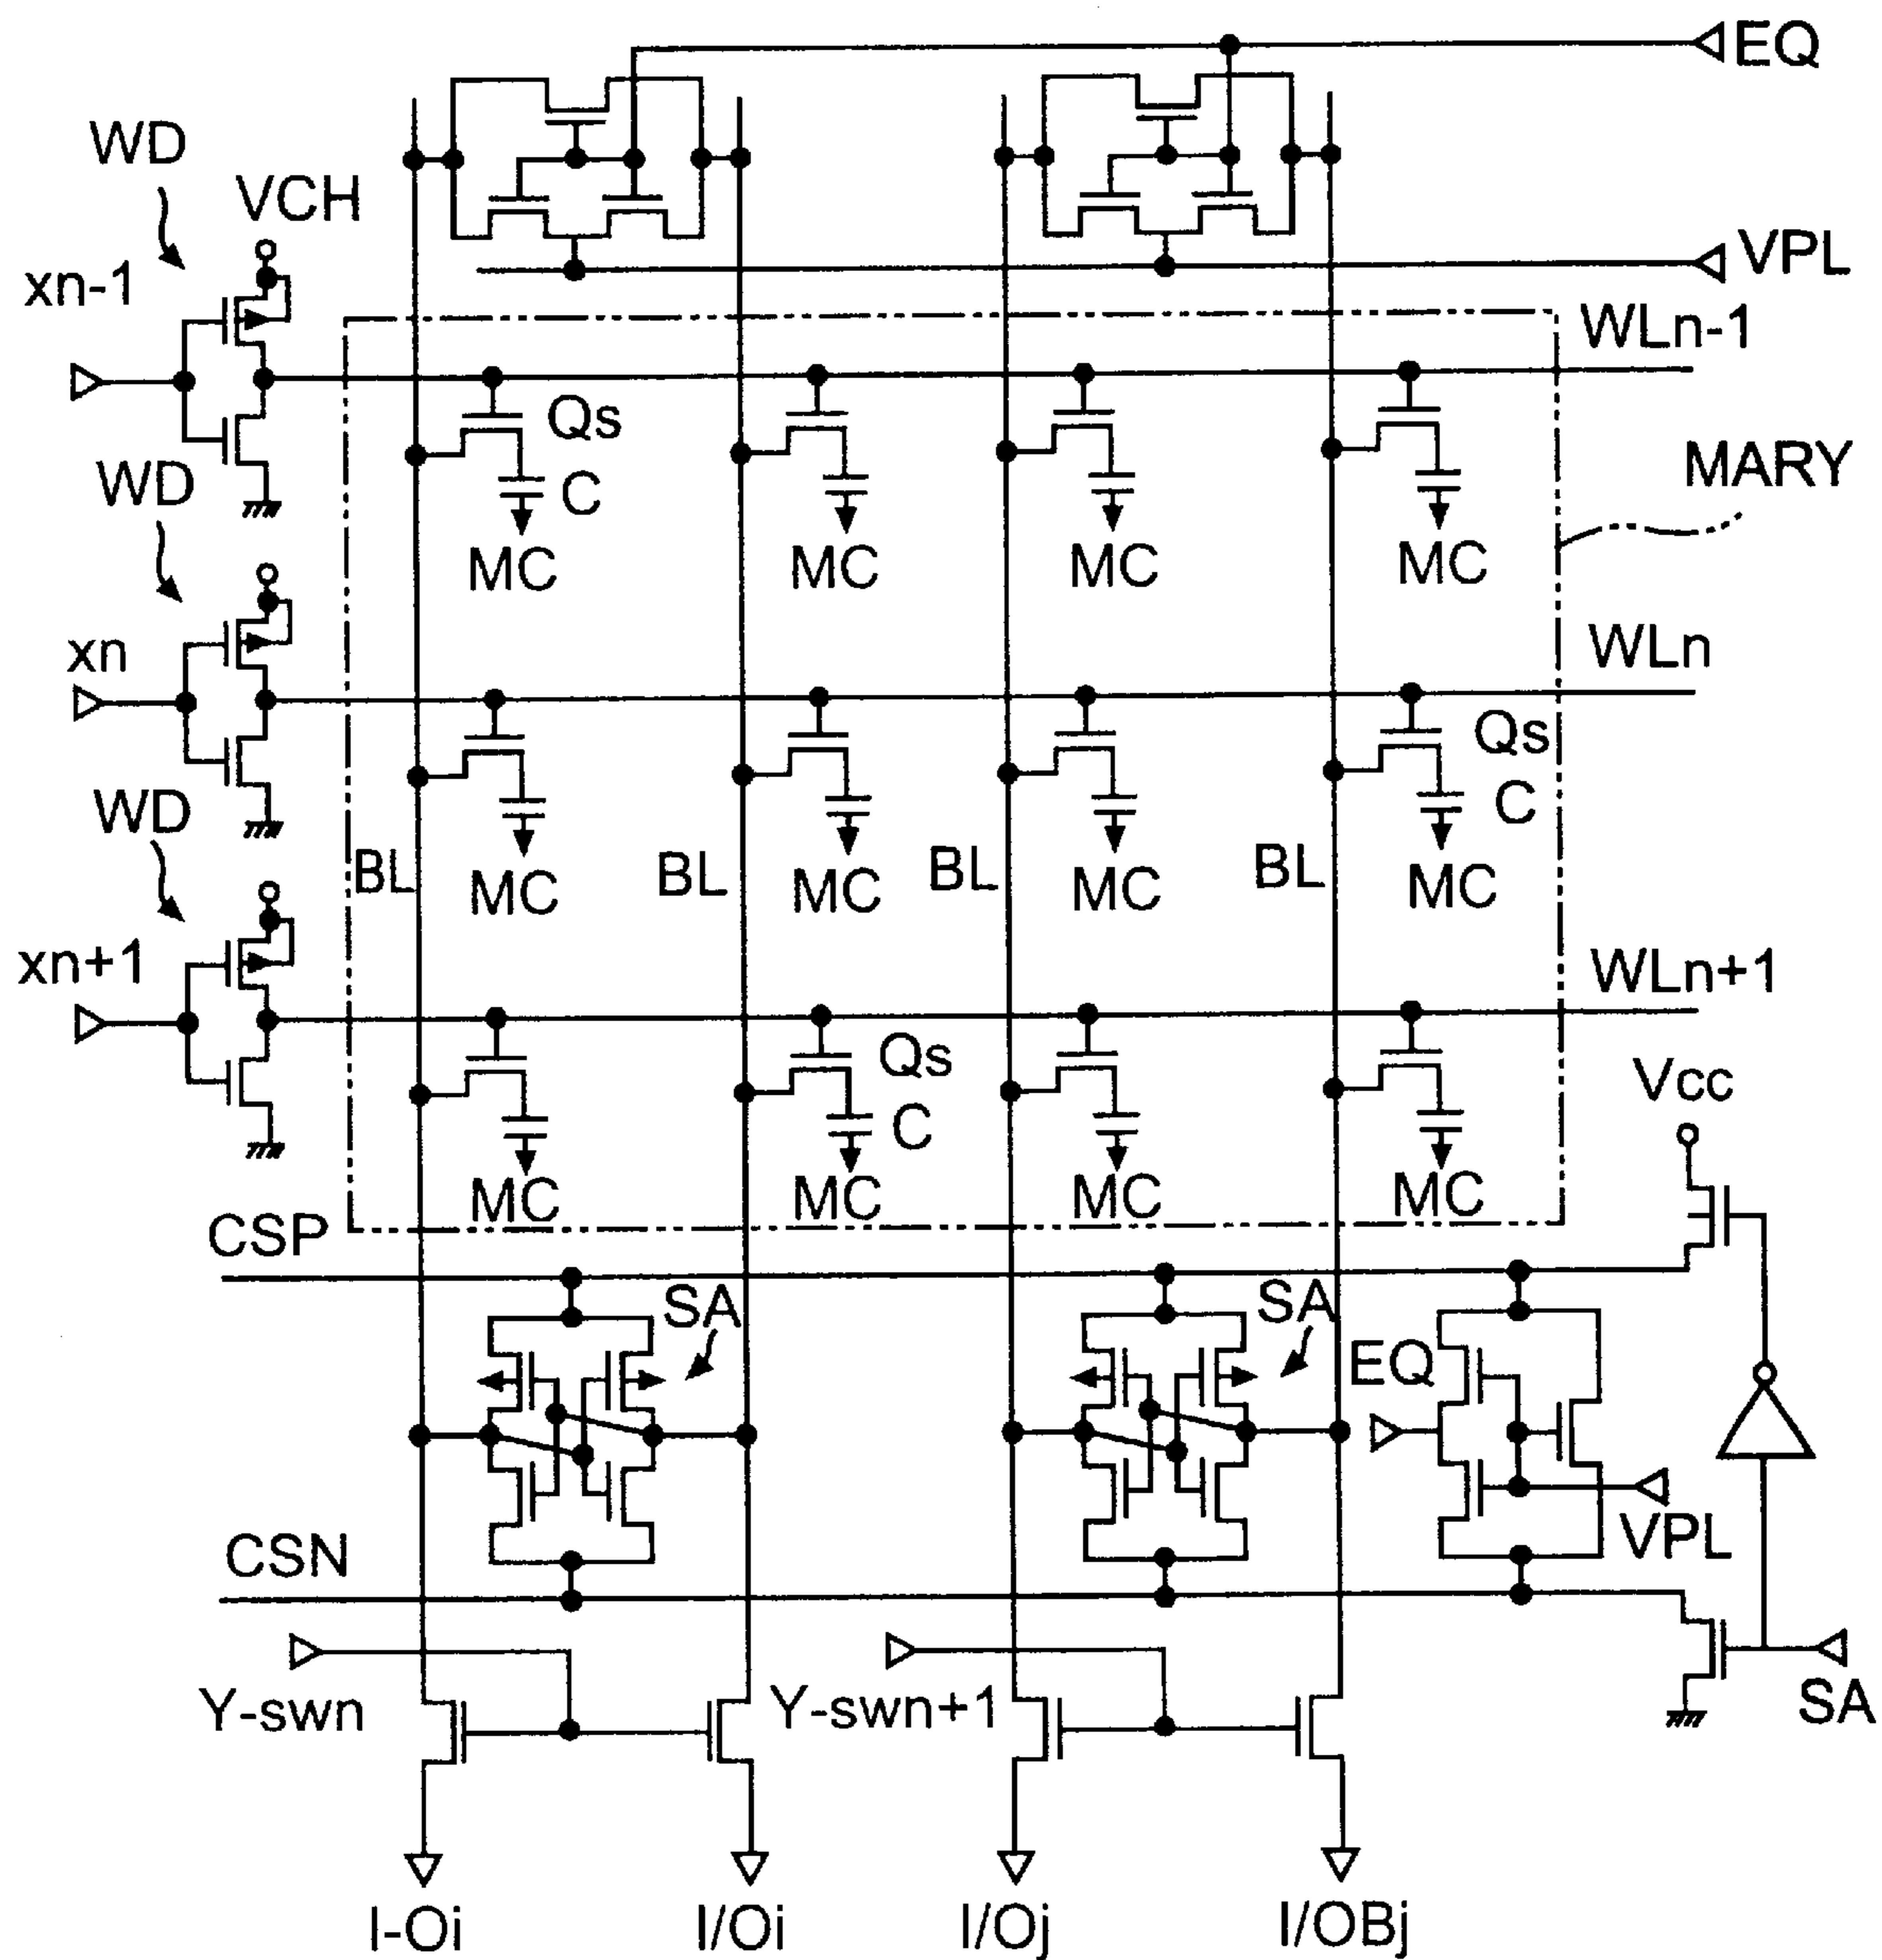 EQ
WD
VCH
VPL
xn-1
WLn-1
Qs
MARY
WD
C
MC MC MC MC
WLn
xn
Qs
WD
C
BL MC BL MC BL MC BL MC
xn+1
WLn+1
Qs
Vcc
C
MC MC MC MC
CSP
SA SA
EQ
VPL
CSN
Y-swn Y-swn+1 SA
I-Oi I/Oi I/Oj I/OBj